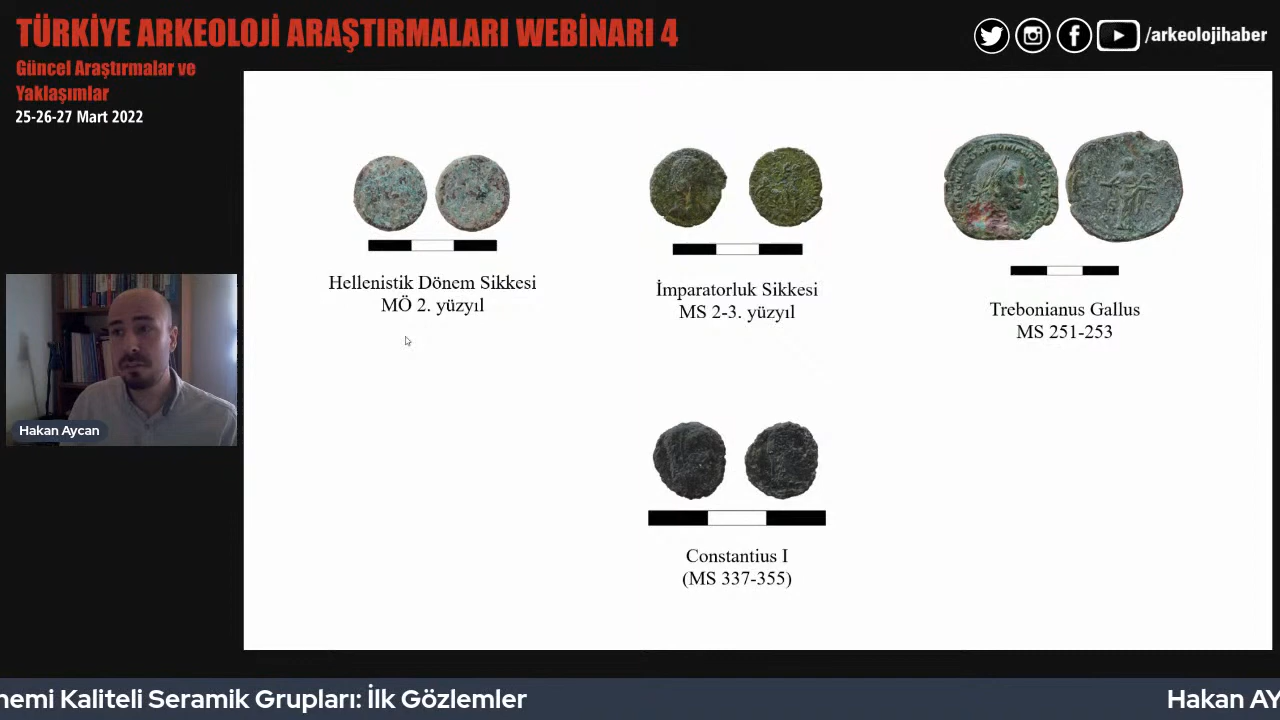 TÜRKİYE ARKEOLOJİ ARAŞTIRMALARI WEBİNARI 4
/arkeolojihaber
Güncel Araştırmalar ve
Yaklaşımlar
25-26-27 Mart 2022
Hellenistik Dönem Sikkesi
MÖ 2. yüzyıl
İmparatorluk Sikkesi
MS 2-3. yüzyıl
Trebonianus Gallus
MS 251-253
Hakan Aycan
Constantius I
(MS 337-355)
nemi Kaliteli Seramik Grupları: İlk Gözlemler
Hakan AY